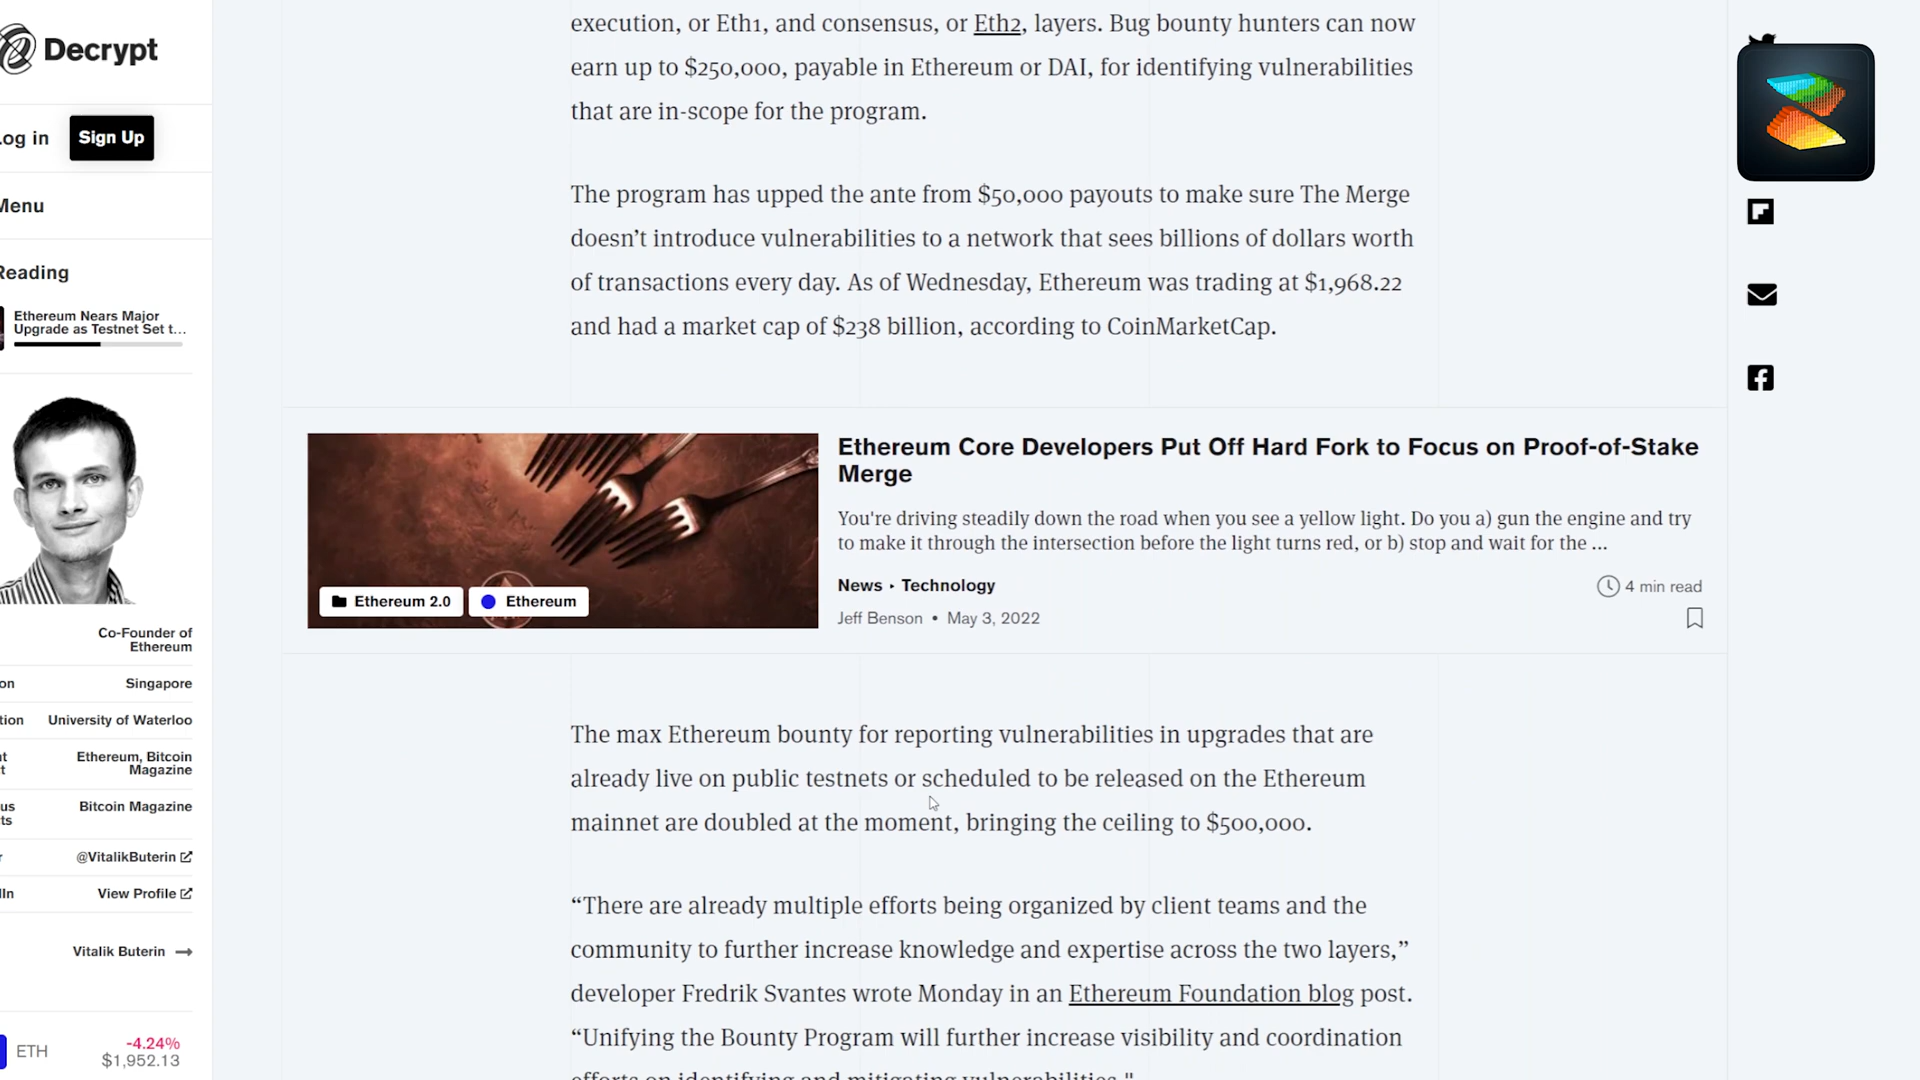 Decrypt
Log in
Sign Up
Menu
Reading
Ethereum Nears Major
Upgrade as Testnet Set t...
Co-Founder of
Ethereum
on
Singapore
tion
University of Waterloo
nt
t
Ethereum, Bitcoin
Magazine
us
ts
Bitcoin Magazine
r
@VitalikButerin
dIn
View Profile
Vitalik Buterin
ETH
-4.24%
$1,952.13
execution, or Eth1, and consensus, or Eth2, layers. Bug bounty hunters can now
earn up to $250,000, payable in Ethereum or DAI, for identifying vulnerabilities
that are in-scope for the program.
The program has upped the ante from $50,000 payouts to make sure The Merge
doesn’t introduce vulnerabilities to a network that sees billions of dollars worth
of transactions every day. As of Wednesday, Ethereum was trading at $1,968.22
and had a market cap of $238 billion, according to CoinMarketCap.
Ethereum 2.0
Ethereum
Ethereum Core Developers Put Off Hard Fork to Focus on Proof-of-Stake
Merge
You're driving steadily down the road when you see a yellow light. Do you a) gun the engine and try
to make it through the intersection before the light turns red, or b) stop and wait for the ...
News ‣ Technology
4 min read
Jeff Benson • May 3, 2022
The max Ethereum bounty for reporting vulnerabilities in upgrades that are
already live on public testnets or scheduled to be released on the Ethereum
mainnet are doubled at the moment, bringing the ceiling to $500,000.
“There are already multiple efforts being organized by client teams and the
community to further increase knowledge and expertise across the two layers,”
developer Fredrik Svantes wrote Monday in an Ethereum Foundation blog post.
“Unifying the Bounty Program will further increase visibility and coordination
efforts on identifying and mitigating vulnerabilities."